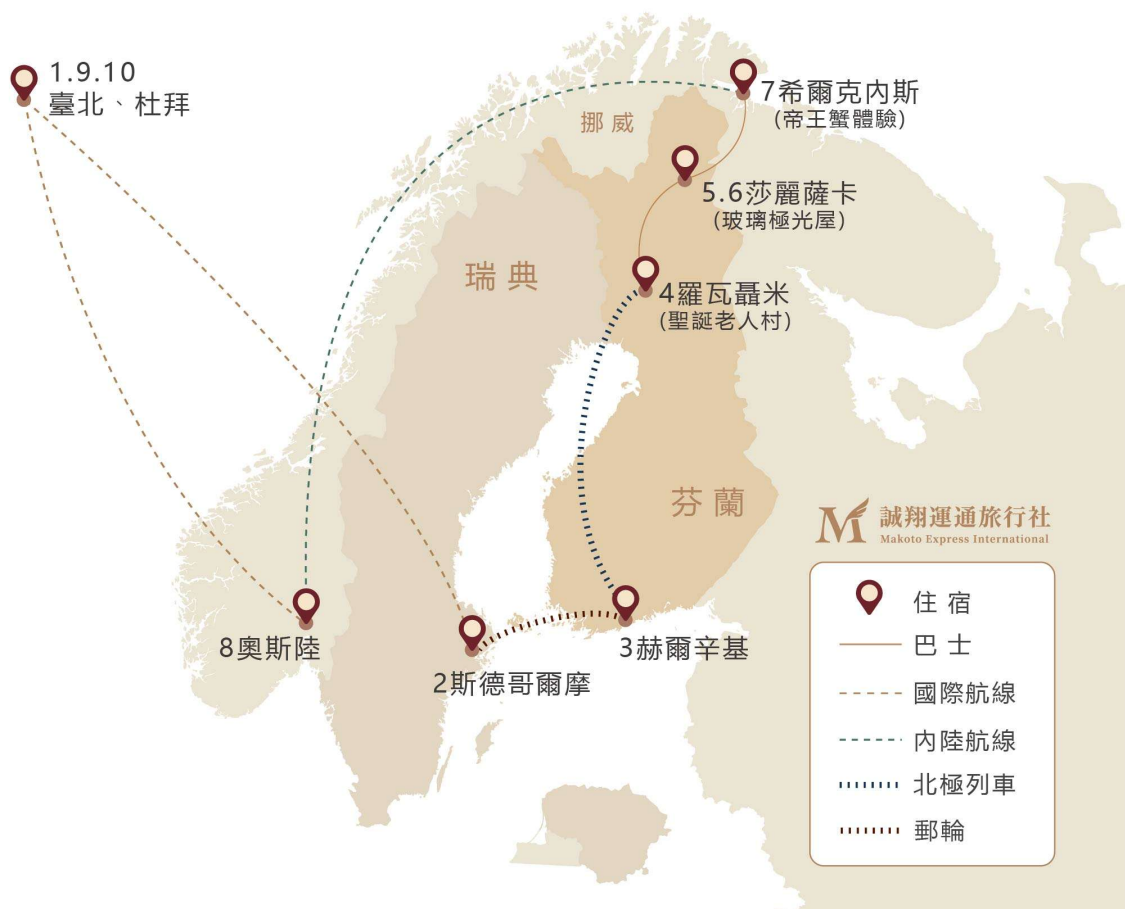 1.9.10
臺北、杜拜
7希爾克內斯
(帝王蟹體驗)
挪威
5.6莎麗薩卡
(玻璃極光屋)
瑞典
4羅瓦聶米
(聖誕老人村)
芬蘭
8奧斯陸
2斯德哥爾摩
3赫爾辛基
M 誠翔運通旅行社
Makoto Express International
住宿
巴士
國際航線
內陸航線
北極列車
郵輪